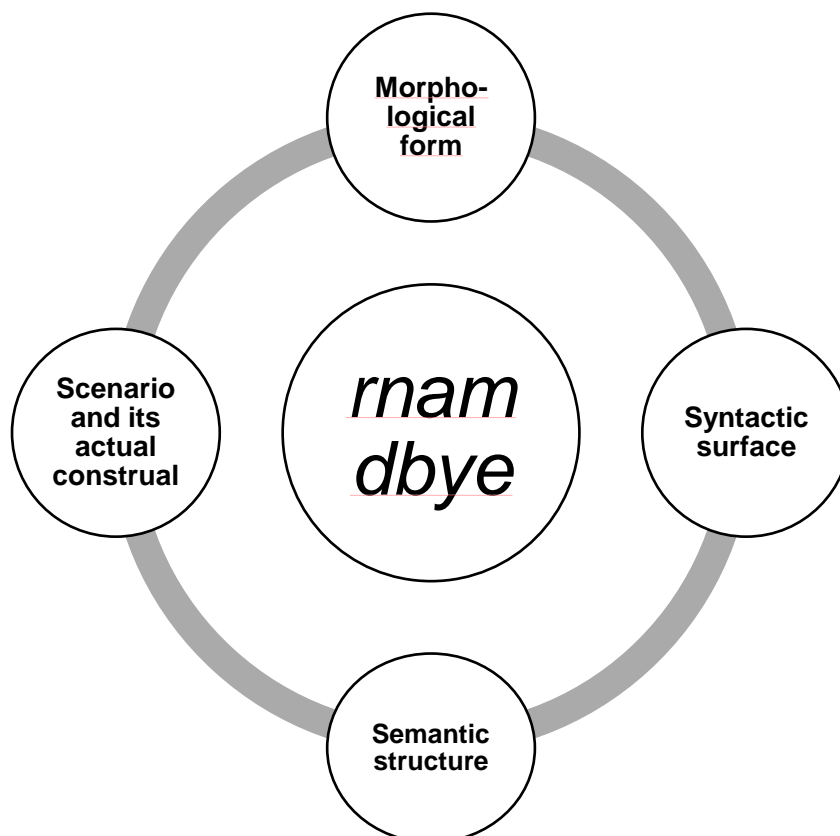 Morpho-
logical
form
Scenario
and its
actual
construal
rnam
dbye
Syntactic
surface
Semantic
structure